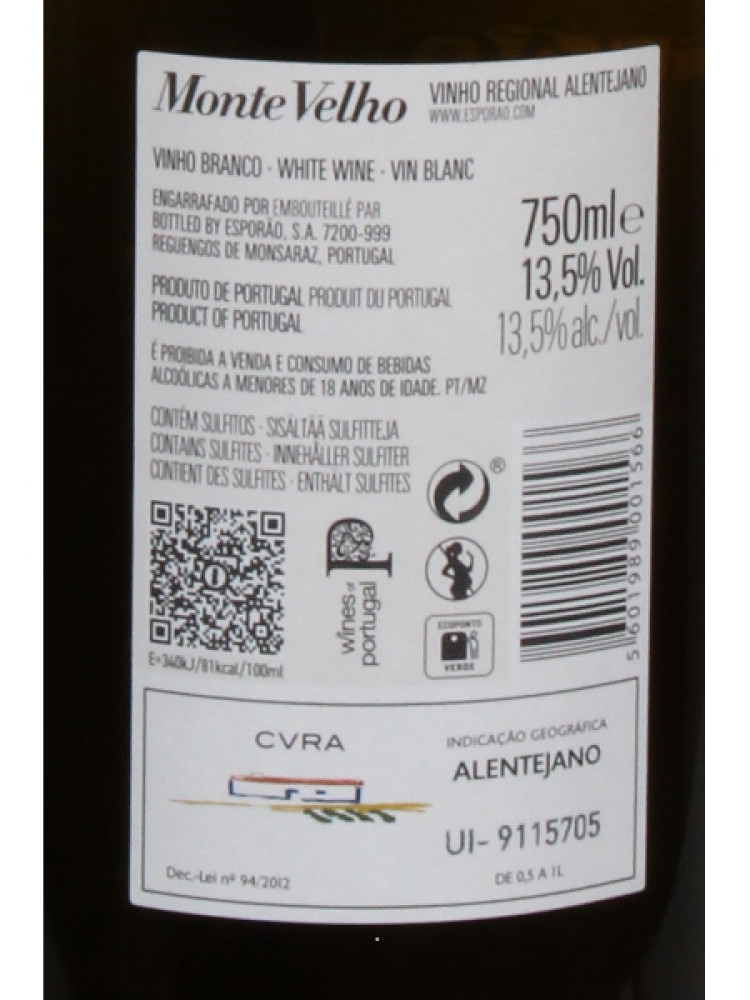 Monte Velho
VINHO REGIONAL ALENTEJANO
WWW.ESPORAO.COM
VINHO BRANCO · WHITE WINE · VIN BLANC
ENGARRAFADO POR EMBOUTEILLÉ PAR
BOTTLED BY ESPORÃO, S.A. 7200-999
REGUENGOS DE MONSARAZ, PORTUGAL
750ml e
13,5% Vol.
13,5% alc./vol.
PRODUTO DE PORTUGAL PRODUIT DU PORTUGAL
PRODUCT OF PORTUGAL
É PROIBIDA A VENDA E CONSUMO DE BEBIDAS
ALCOÓLICAS A MENORES DE 18 ANOS DE IDADE. PT/MZ
CONTÉM SULFITOS · SISÄLTÄÄ SULFIITTEJA
CONTAINS SULFITES · INNEHÅLLER SULFITER
CONTIENT DES SULFITES · ENTHÄLT SULFITES
®
E=340kJ/81kcal/100ml
wines of
portugal
ECOPONTO
VERDE
5601989001566
CVRA
INDICAÇÃO GEOGRÁFICA
ALENTEJANO
UI- 9115705
Dec.-Lei nº 94/2012
DE 0,5 A 1L